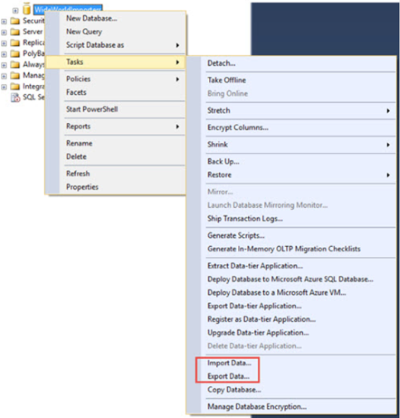 WideWorldImporters
Securit
Server
Replica
PolyBa
Always
Manag
Integra
SQL Se
New Database...
New Query
Script Database as
Tasks
Policies
Facets
Start PowerShell
Reports
Rename
Delete
Refresh
Properties
Detach...
Take Offline
Bring Online
Stretch
Encrypt Columns...
Shrink
Back Up...
Restore
Mirror...
Launch Database Mirroring Monitor...
Ship Transaction Logs...
Generate Scripts...
Generate In-Memory OLTP Migration Checklists
Extract Data-tier Application...
Deploy Database to Microsoft Azure SQL Database...
Deploy Database to a Microsoft Azure VM...
Export Data-tier Application...
Register as Data-tier Application...
Upgrade Data-tier Application...
Delete Data-tier Application...
Import Data...
Export Data...
Copy Database...
Manage Database Encryption...